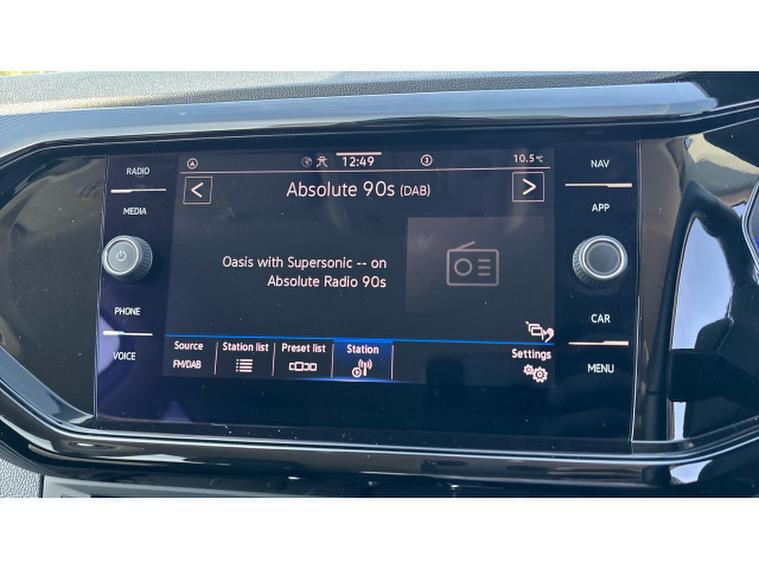 RADIO
MEDIA
PHONE
VOICE
12:49
3
10.5°C
<
Absolute 90s (DAB)
>
Oasis with Supersonic -- on
Absolute Radio 90s
Source
FM/DAB
Station list
Preset list
Station
Settings
NAV
APP
CAR
MENU